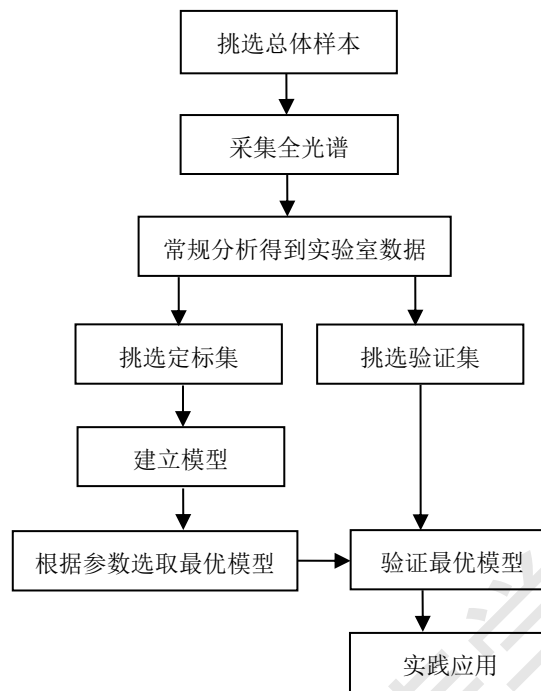 挑选总体样本
采集全光谱
常规分析得到实验室数据
挑选定标集
挑选验证集
建立模型
根据参数选取最优模型
验证最优模型
实践应用